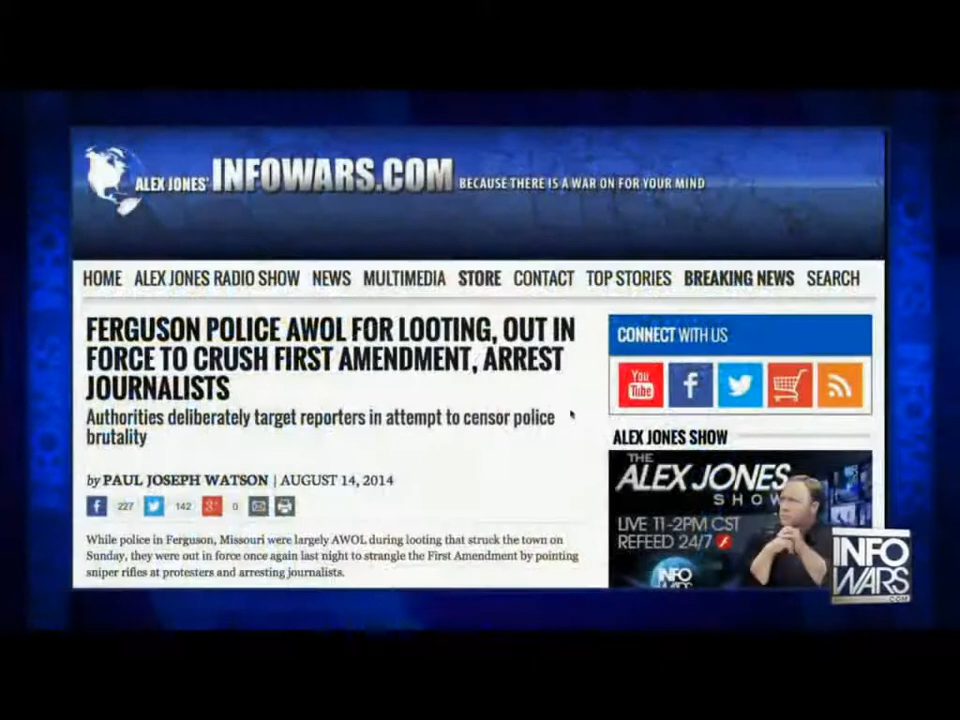 ALEX JONES' INFOWARS.COM BECAUSE THERE IS A WAR ON FOR YOUR MIND
HOME ALEX JONES RADIO SHOW NEWS MULTIMEDIA STORE CONTACT TOP STORIES BREAKING NEWS SEARCH
FERGUSON POLICE AWOL FOR LOOTING, OUT IN
FORCE TO CRUSH FIRST AMENDMENT, ARREST
JOURNALISTS
Authorities deliberately target reporters in attempt to censor police
brutality
by PAUL JOSEPH WATSON | AUGUST 14, 2014
227 142 8+ 0
While police in Ferguson, Missouri were largely AWOL during looting that struck the town on
Sunday, they were out in force once again last night to strangle the First Amendment by pointing
sniper rifles at protesters and arresting journalists.
CONNECT WITH US
You
Tube
ALEX JONES SHOW
THE
ALEX JONES
SHOW
LIVE 11-2PM CST
REFEED 24/7
INFO
WARS
INFO
WARS
.COM